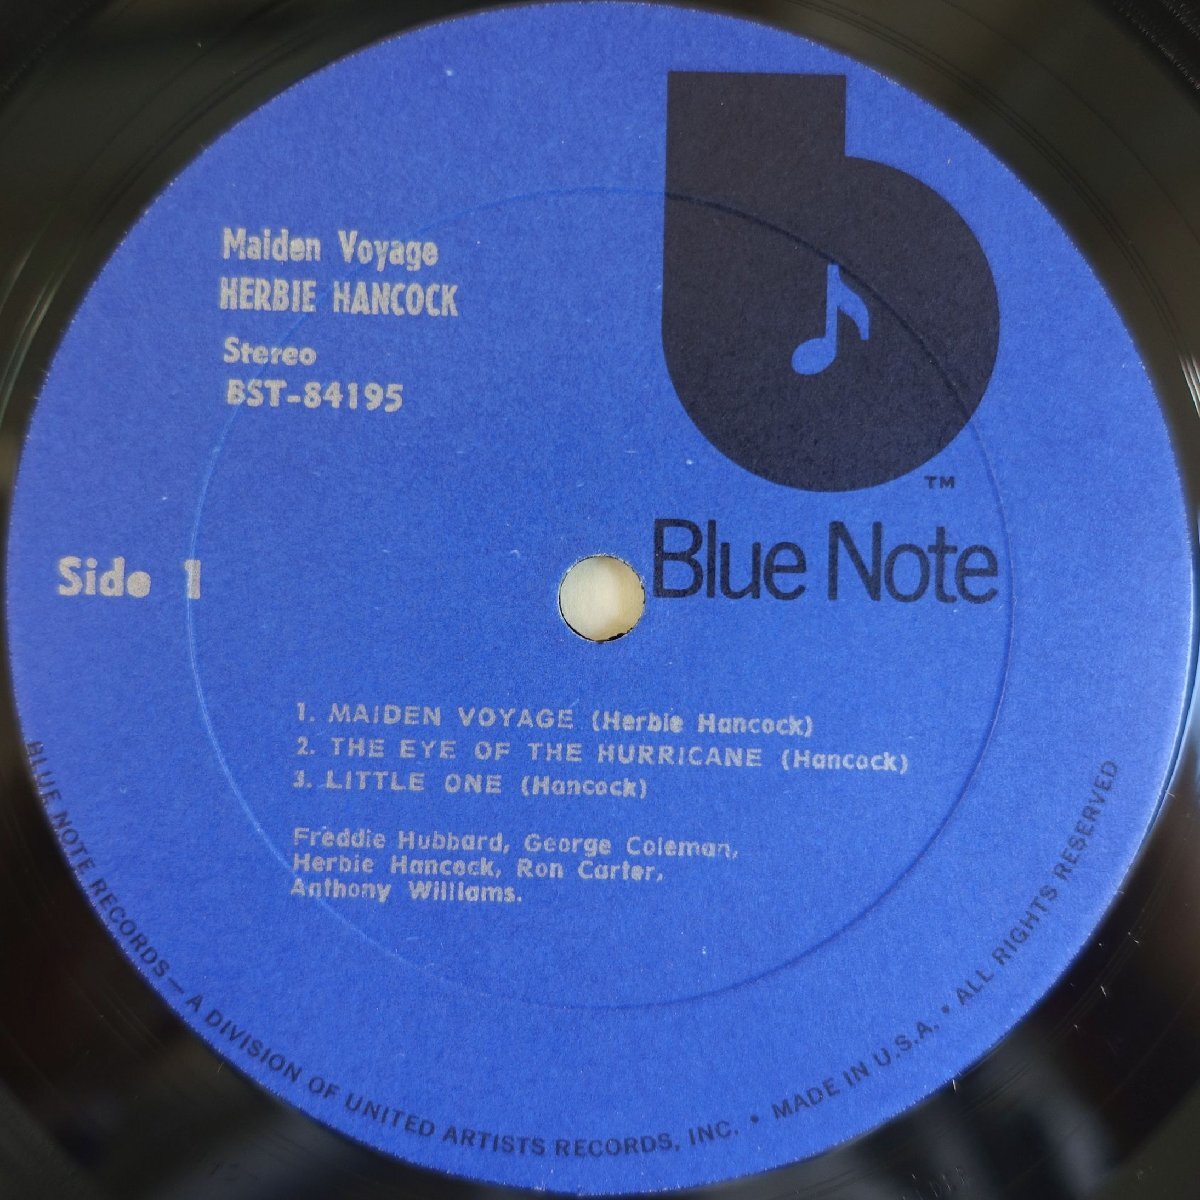 Maiden Voyage
HERBIE HANCOCK
Stereo
BST-84195
TM
Blue Note
Side 1
1. MAIDEN VOYAGE (Herbie Hancock)
2. THE EYE OF THE HURRICANE (Hancock)
3. LITTLE ONE (Hancock)
Freddie Hubbard, George Coleman,
Herbie Hancock, Ron Carter,
Anthony Williams.
BLUE NOTE RECORDS — A DIVISION OF UNITED ARTISTS RECORDS, INC. • MADE IN U.S.A. • ALL RIGHTS RESERVED